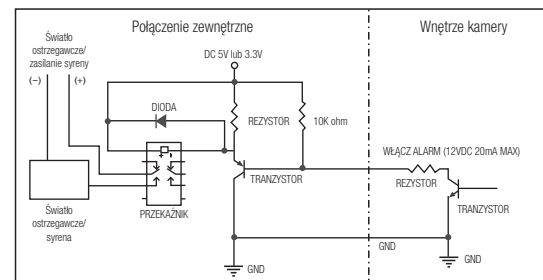 Połączenie zewnętrzne
Wnętrze kamery
Światło
ostrzegawcze/
zasilanie syreny
(−)
(+)
DC 5V lub 3.3V
DIODA
REZYSTOR
10K ohm
WŁĄCZ ALARM (12VDC 20mA MAX)
REZYSTOR
TRANZYSTOR
TRANZYSTOR
PRZEKAŹNIK
Światło
ostrzegawcze/
syrena
GND
GND
GND